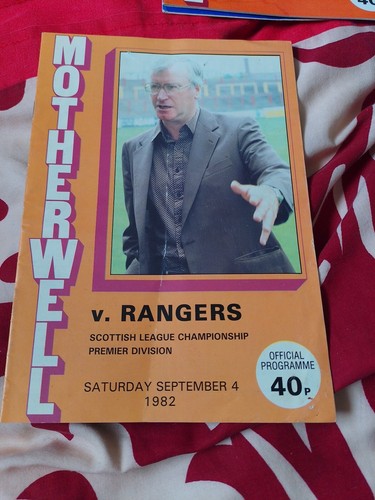 MOTHERWELL
v. RANGERS
SCOTTISH LEAGUE CHAMPIONSHIP
PREMIER DIVISION
SATURDAY SEPTEMBER 4
1982
OFFICIAL
PROGRAMME
40p